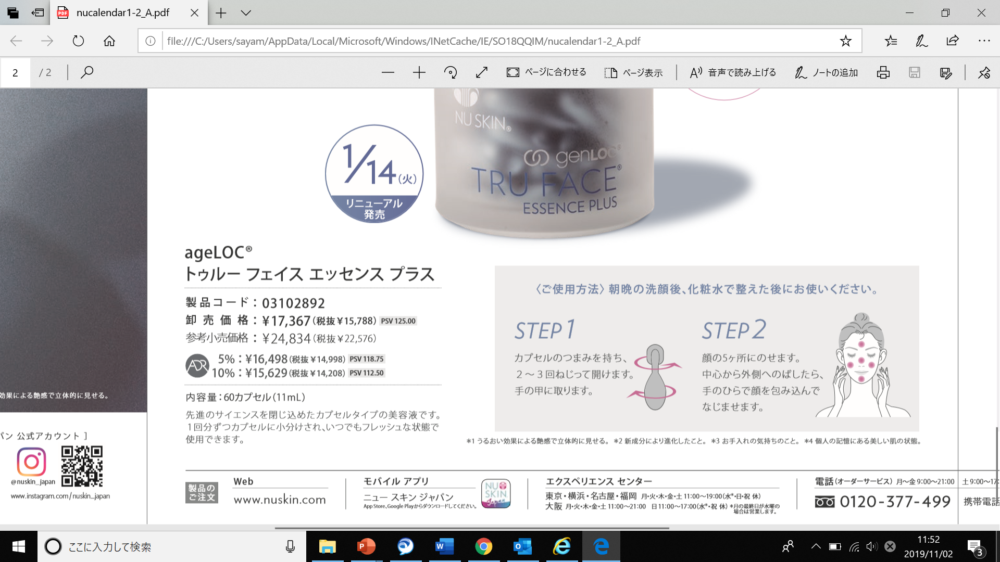 nucalendar1-2_A.pdf
file:///C:/Users/sayam/AppData/Local/Microsoft/Windows/INetCache/IE/SO18QQIM/nucalendar1-2_A.pdf
2 / 2
ページに合わせる
ページ表示
音声で読み上げる
ノートの追加
NU SKIN®
genLOC®
TRU FACE®
ESSENCE PLUS
1/14(火)
リニューアル
発売
ageLOC®
トゥルー フェイス エッセンス プラス
製品コード：03102892
卸売価格：¥17,367(税抜¥15,788) PSV 125.00
参考小売価格：¥24,834(税抜¥22,576)
ADR
5%：¥16,498(税抜¥14,998) PSV 118.75
10%：¥15,629(税抜¥14,208) PSV 112.50
内容量：60カプセル(11mL)
先進のサイエンスを閉じ込めたカプセルタイプの美容液です。
1回分ずつカプセルに小分けされ、いつでもフレッシュな状態で
使用できます。
〈ご使用方法〉朝晩の洗顔後、化粧水で整えた後にお使いください。
STEP 1
カプセルのつまみを持ち、
２〜３回ねじって開けます。
手の甲に取ります。
STEP 2
顔の5ヶ所にのせます。
中心から外側へのばしたら、
手のひらで顔を包み込んで
なじませます。
*1 うるおい効果による艶感で立体的に見せる。 *2 新成分により進化したこと。 *3 お手入れの気持ちのこと。 *4 個人の記憶にある美しい肌の状態。
効果による艶感で立体的に見せる。
パン 公式アカウント ]
@nuskin_japan
www.instagram.com/nuskin_japan
製品の
ご注文
Web
www.nuskin.com
モバイル アプリ
ニュー スキン ジャパン
App Store、Google Playからダウンロードしてください。
NU
SKIN
Japan
エクスペリエンス センター
東京・横浜・名古屋・福岡 月・火・木・金・土 11:00〜19:00(水*・日・祝 休)
大阪 月・火・木・金・土 11:00〜21:00 日 11:00〜17:00(水*・祝 休) *月の最終日が水曜の
場合は営業します。
電話(オーダーサービス) 月〜金 9:00〜21:00 土 9:00〜17:
0120-377-499
携帯電話
ここに入力して検索
11:52
2019/11/02
3